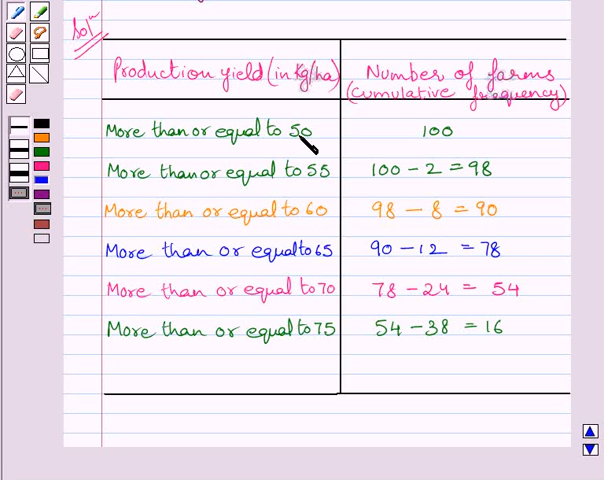 Solⁿ
Production yield (in kg/ha)
Number of farms
(cumulative frequency)
More than or equal to 50
100
More than or equal to 55
100 - 2 = 98
More than or equal to 60
98 - 8 = 90
More than or equal to 65
90 - 12 = 78
More than or equal to 70
78 - 24 = 54
More than or equal to 75
54 - 38 = 16